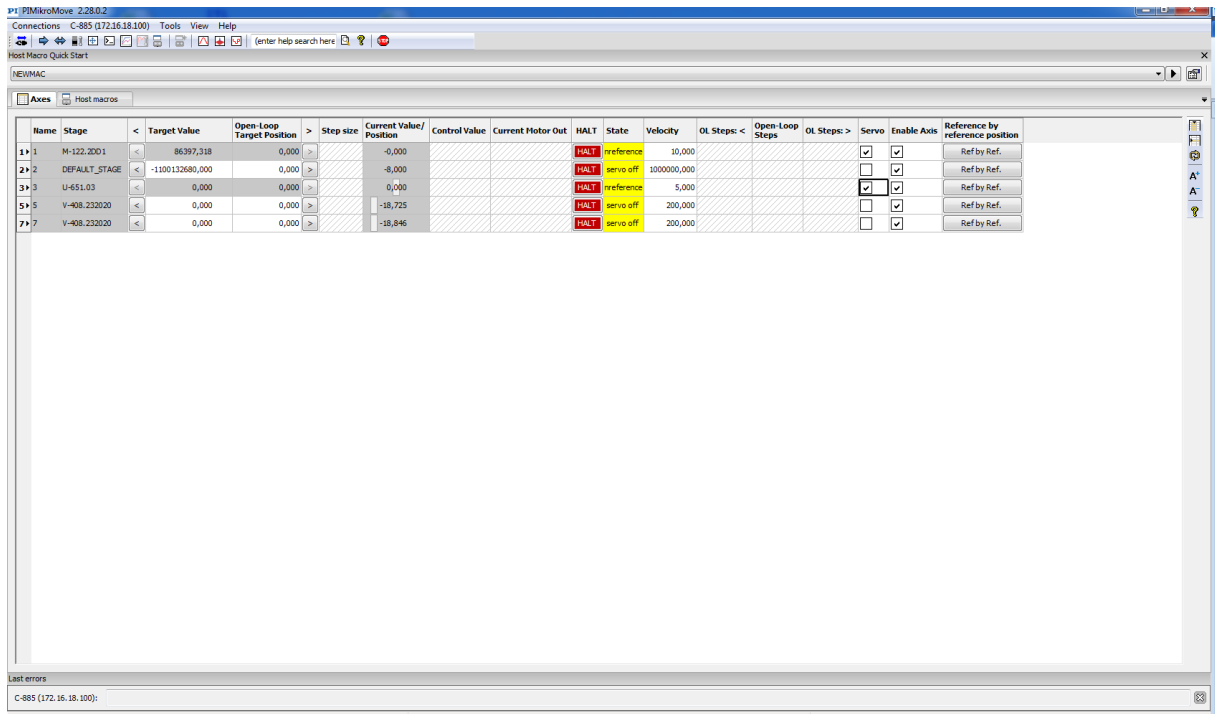 PI PIMikroMove 2.28.0.2
Connections C-885 (172.16.18.100) Tools View Help
(enter help search here STOP
Host Macro Quick Start
NEWMAC
Axes Host macros
Name Stage < Target Value Open-Loop Target Position > Step size Current Value/ Position Control Value Current Motor Out HALT State Velocity OL Steps: < Open-Loop Steps OL Steps: > Servo Enable Axis Reference by reference position
1 1 M-122.2DD1 < 86397,318 0,000 > -0,000 HALT nreference 10,000 Ref by Ref.
2 2 DEFAULT_STAGE < -1100132680,000 0,000 > -8,000 HALT servo off 1000000,000 Ref by Ref.
3 3 U-651.03 < 0,000 0,000 > 0,000 HALT nreference 5,000 Ref by Ref.
5 5 V-408.232020 < 0,000 0,000 > -18,725 HALT servo off 200,000 Ref by Ref.
7 7 V-408.232020 < 0,000 0,000 > -18,846 HALT servo off 200,000 Ref by Ref.
A+
A-
Last errors
C-885 (172.16.18.100):